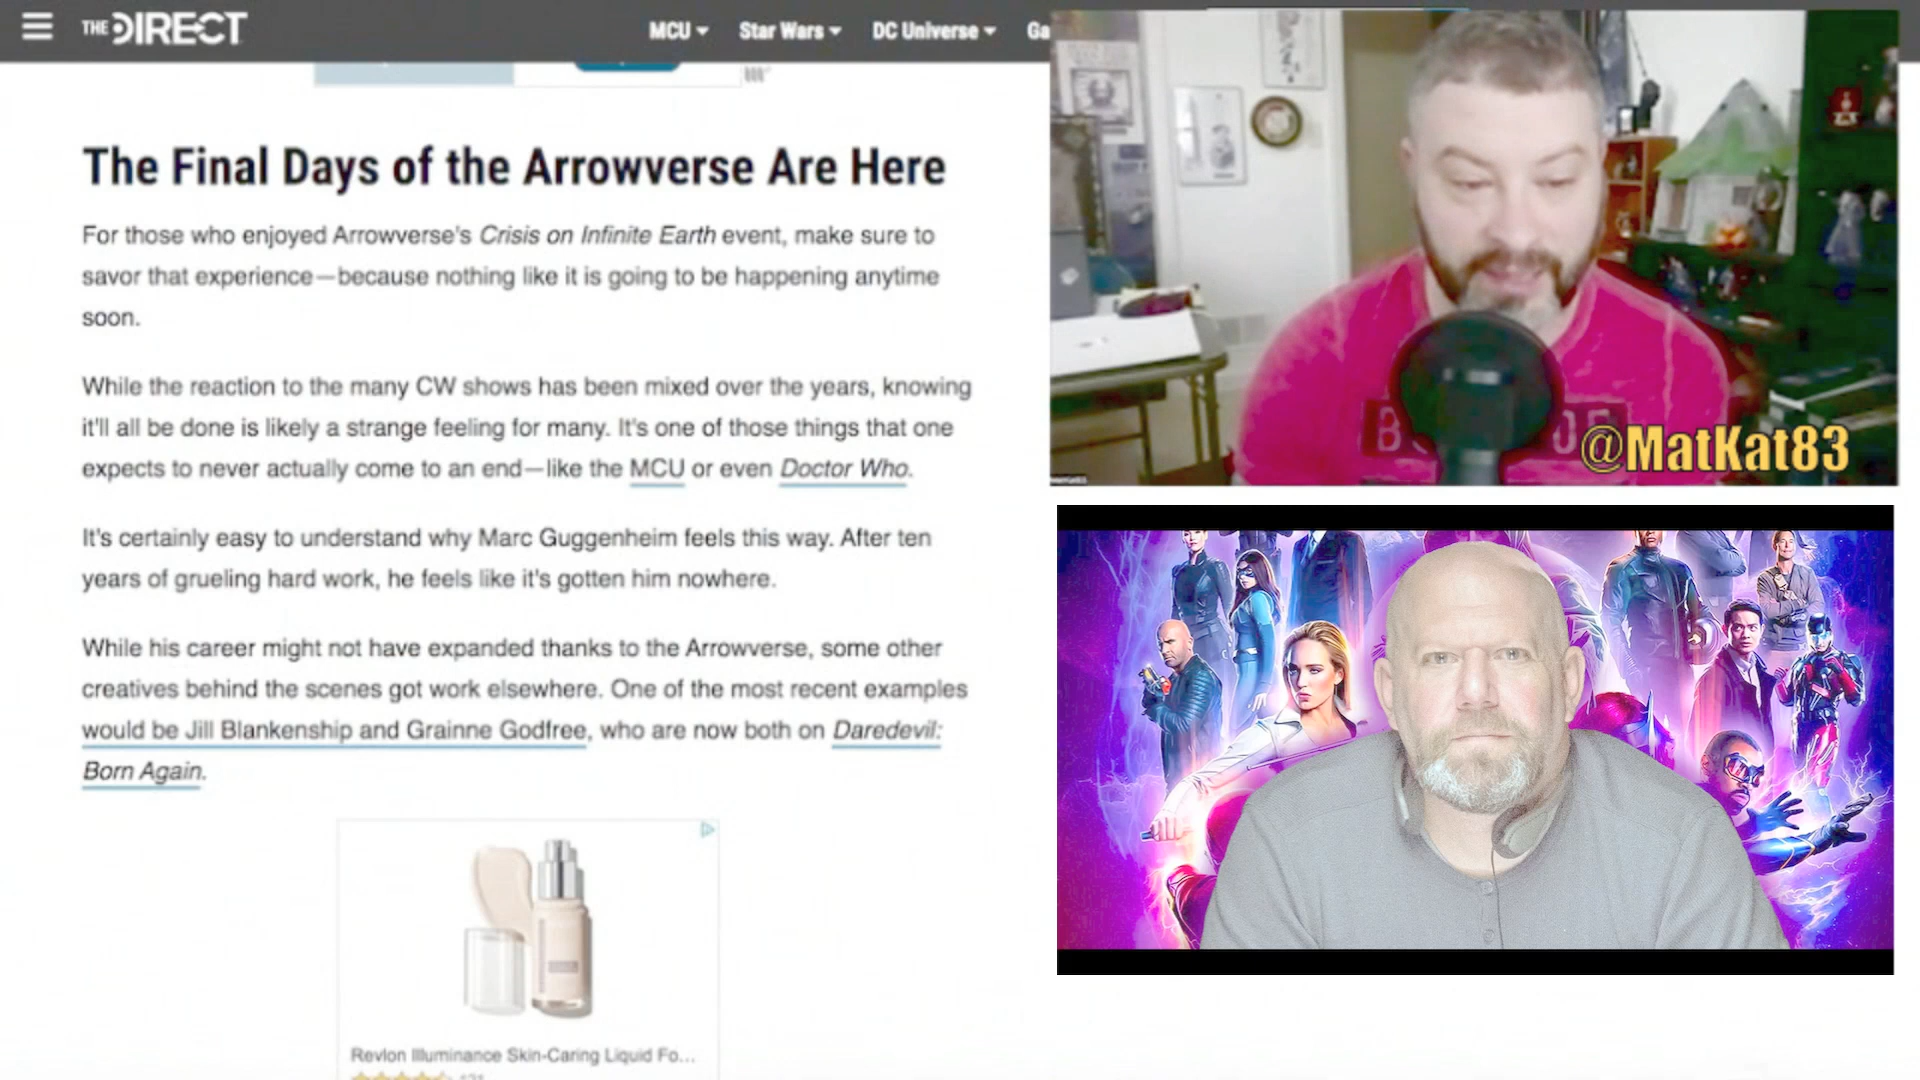 THE DIRECT
MCU
Star Wars
DC Universe
Ga
The Final Days of the Arrowverse Are Here
For those who enjoyed Arrowverse's Crisis on Infinite Earth event, make sure to
savor that experience—because nothing like it is going to be happening anytime
soon.
While the reaction to the many CW shows has been mixed over the years, knowing
it'll all be done is likely a strange feeling for many. It's one of those things that one
expects to never actually come to an end—like the MCU or even Doctor Who.
It's certainly easy to understand why Marc Guggenheim feels this way. After ten
years of grueling hard work, he feels like it's gotten him nowhere.
While his career might not have expanded thanks to the Arrowverse, some other
creatives behind the scenes got work elsewhere. One of the most recent examples
would be Jill Blankenship and Grainne Godfree, who are now both on Daredevil:
Born Again.
Revlon Illuminance Skin-Caring Liquid Fo...
@MatKat83